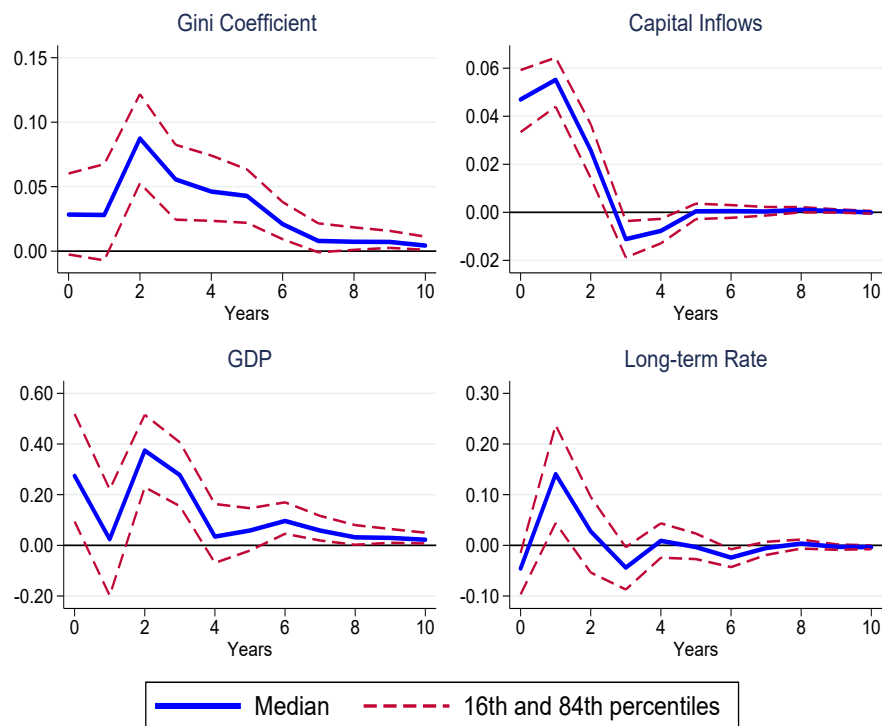 Gini Coefficient
0.15
0.10
0.05
0.00
0 2 4 6 8 10
Years
Capital Inflows
0.06
0.04
0.02
0.00
-0.02
0 2 4 6 8 10
Years
GDP
0.60
0.40
0.20
0.00
-0.20
0 2 4 6 8 10
Years
Long-term Rate
0.30
0.20
0.10
0.00
-0.10
0 2 4 6 8 10
Years
Median 16th and 84th percentiles